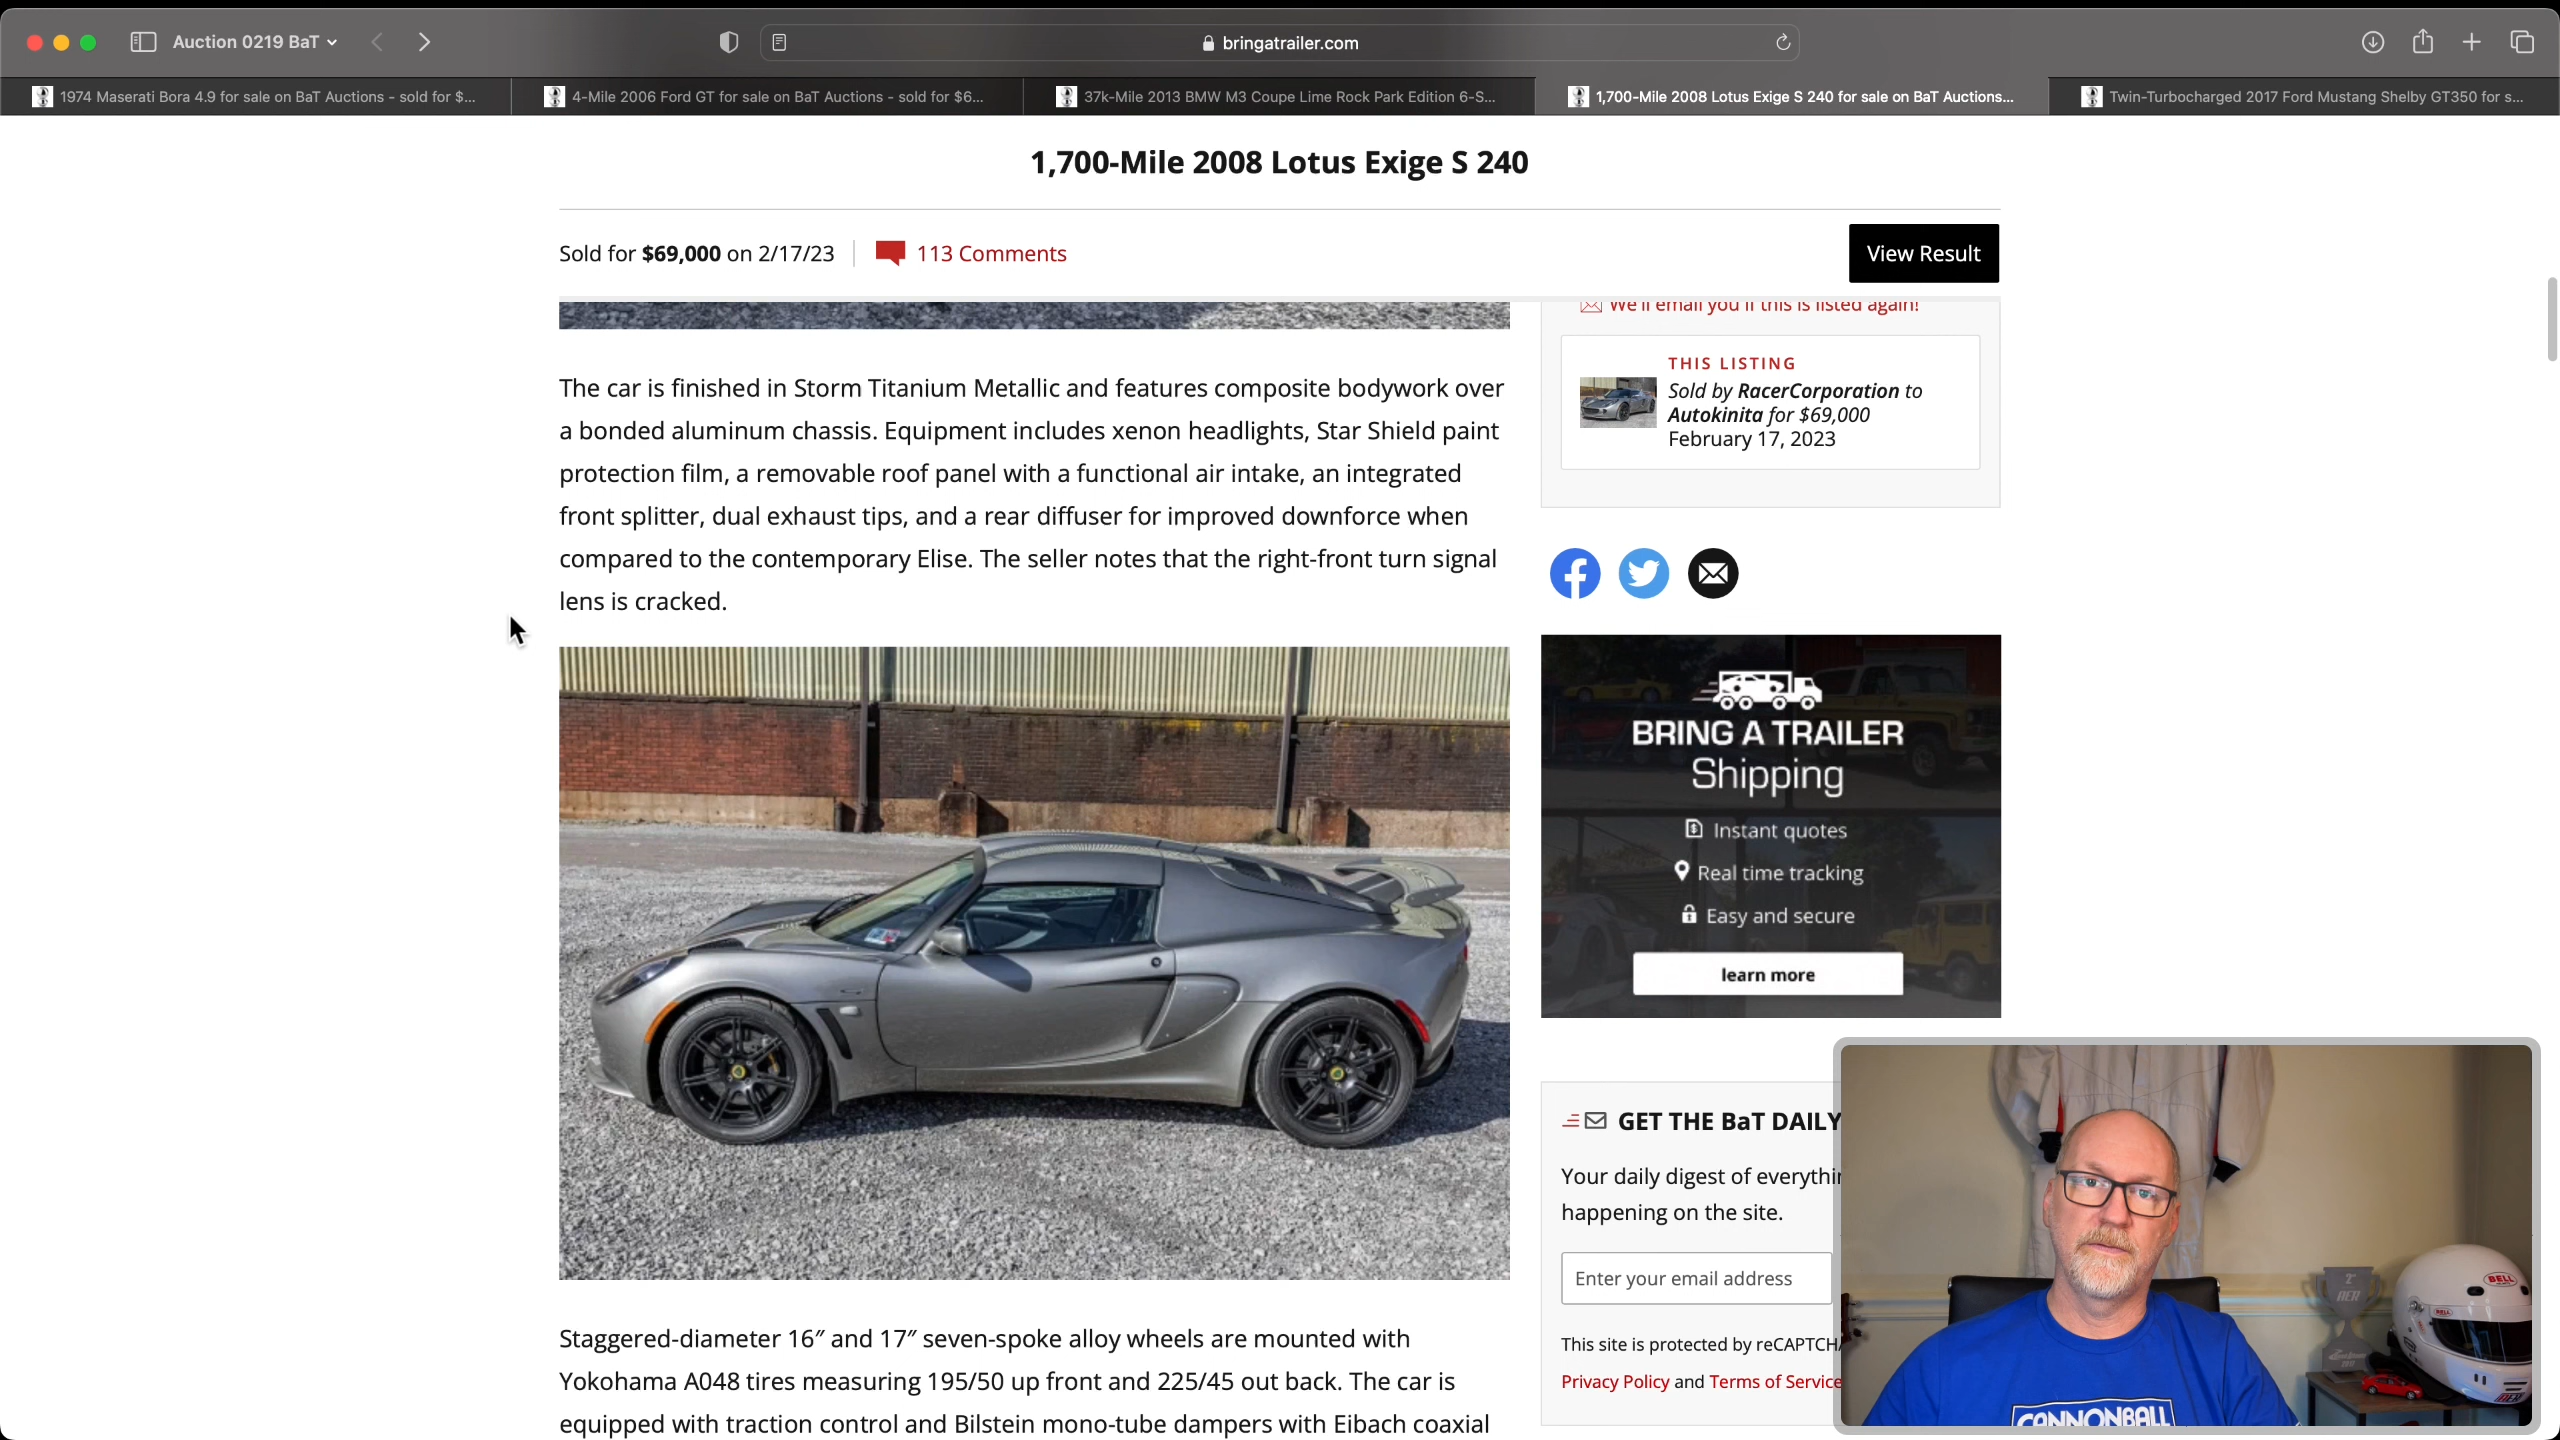 Auction 0219 BaT
bringatrailer.com
1974 Maserati Bora 4.9 for sale on BaT Auctions - sold for $...
4-Mile 2006 Ford GT for sale on BaT Auctions - sold for $6...
37k-Mile 2013 BMW M3 Coupe Lime Rock Park Edition 6-S...
1,700-Mile 2008 Lotus Exige S 240 for sale on BaT Auctions...
Twin-Turbocharged 2017 Ford Mustang Shelby GT350 for s...
1,700-Mile 2008 Lotus Exige S 240
Sold for $69,000 on 2/17/23
113 Comments
View Result
We'll email you if this is listed again!
THIS LISTING
Sold by RacerCorporation to
Autokinita for $69,000
February 17, 2023
The car is finished in Storm Titanium Metallic and features composite bodywork over
a bonded aluminum chassis. Equipment includes xenon headlights, Star Shield paint
protection film, a removable roof panel with a functional air intake, an integrated
front splitter, dual exhaust tips, and a rear diffuser for improved downforce when
compared to the contemporary Elise. The seller notes that the right-front turn signal
lens is cracked.
BRING A TRAILER
Shipping
Instant quotes
Real time tracking
Easy and secure
learn more
GET THE BaT DAILY
Your daily digest of everythin
happening on the site.
Enter your email address
This site is protected by reCAPTCHA
Privacy Policy and Terms of Service
Staggered-diameter 16″ and 17″ seven-spoke alloy wheels are mounted with
Yokohama A048 tires measuring 195/50 up front and 225/45 out back. The car is
equipped with traction control and Bilstein mono-tube dampers with Eibach coaxial
CANNONBALL
BELL
BELL
2ND
AER